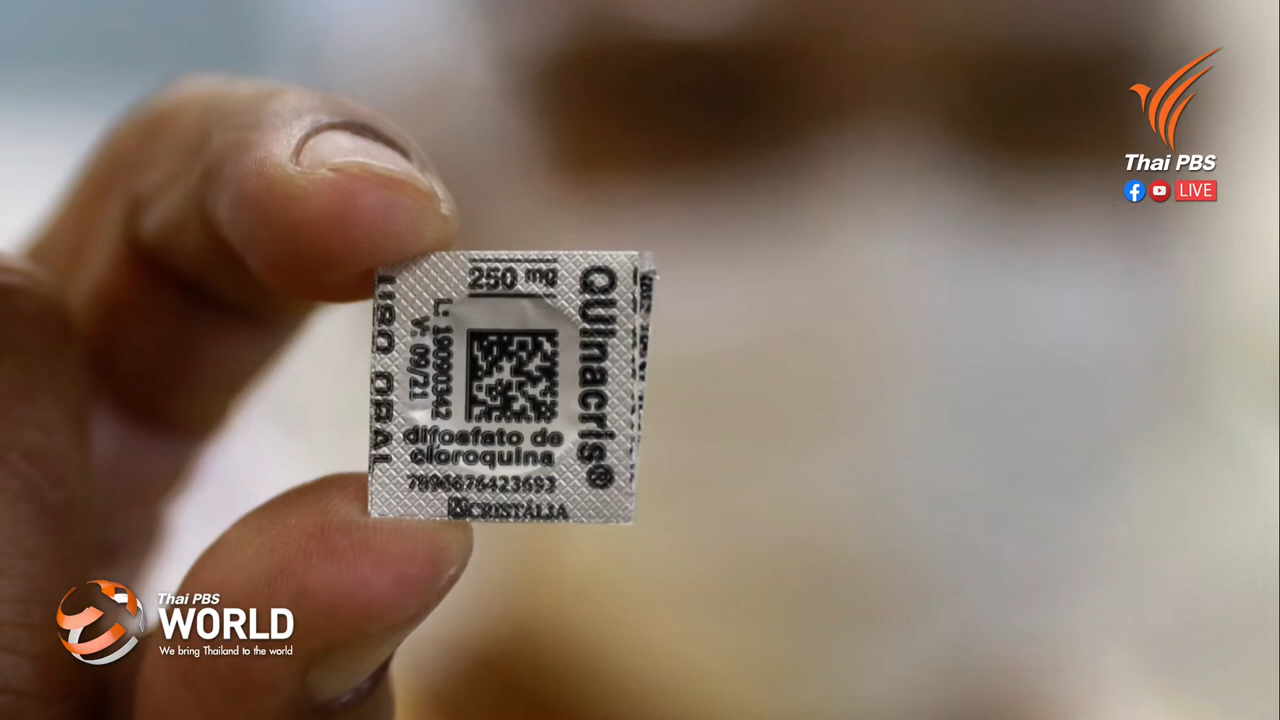 Thai PBS
LIVE
250 mg
QUInacris®
USO ORAL
L: 19090342
V: 09/21
difosfato de
cloroquina
7896676423693
CRISTÁLIA
Thai PBS
WORLD
We bring Thailand to the world